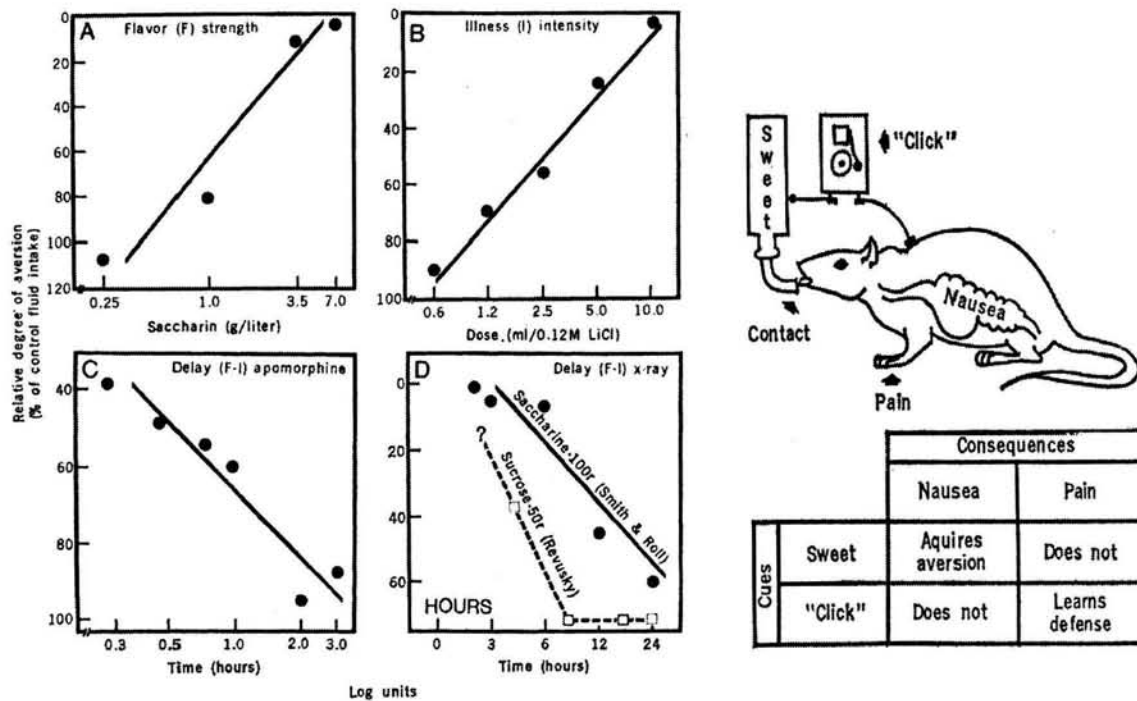 Relative degree of aversion
(% of control fluid intake)
A
Flavor (F) strength
0
20
40
60
80
100
120
0.25
1.0
3.5
7.0
Saccharin (g/liter)
B
Illness (I) intensity
0
20
40
60
80
100
0.6
1.2
2.5
5.0
10.0
Dose. (ml/0.12M LiCl)
C
Delay (F-I) apomorphine
40
60
80
100
0.3
0.5
1.0
2.0
3.0
Time (hours)
D
Delay (F-I) x-ray
0
20
40
60
?
Saccharine-100r (Smith & Roll)
Sucrose-50r (Revusky)
HOURS
0
3
6
12
24
Time (hours)
Log units
Sweet
"Click"
Nausea
Contact
Pain
Consequences
Nausea
Pain
Cues
Sweet
Aquires
aversion
Does not
"Click"
Does not
Learns
defense